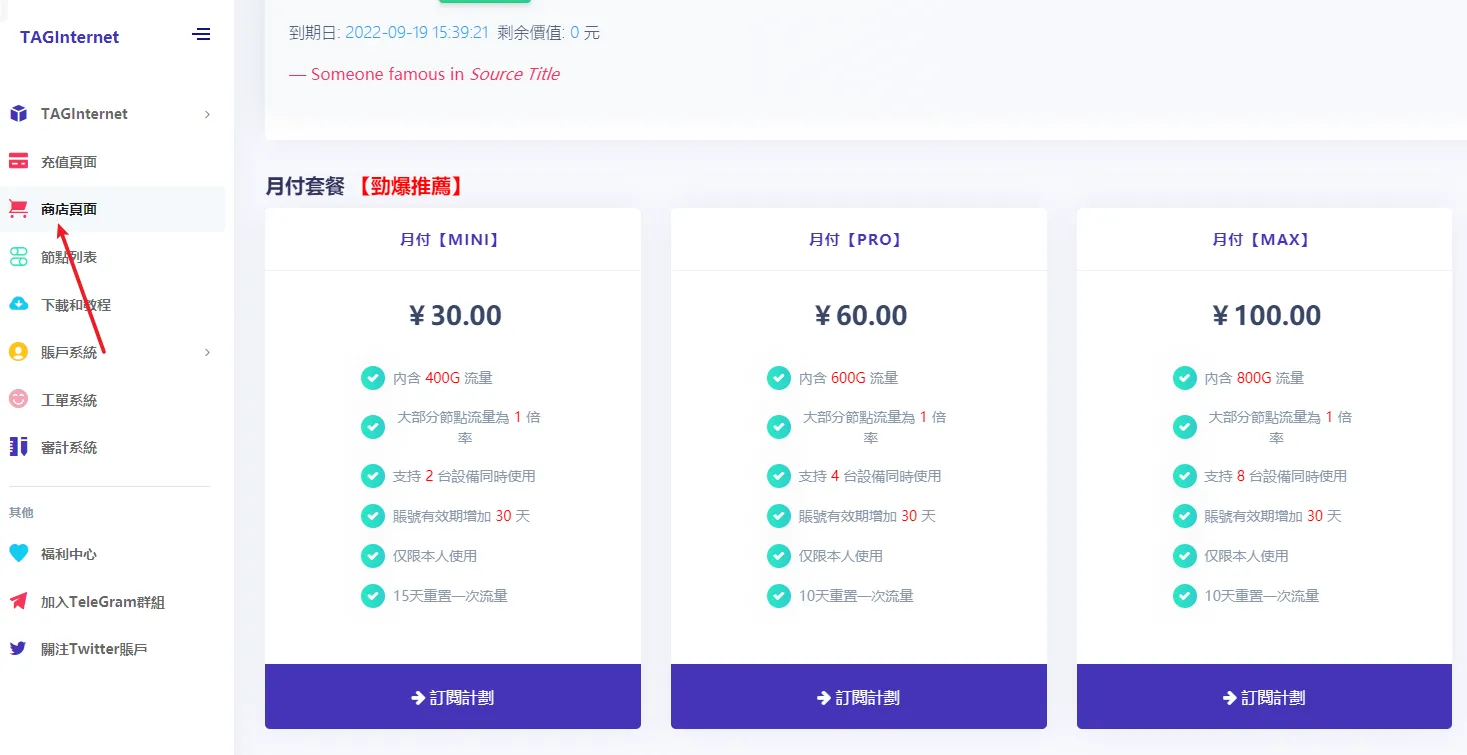 TAGInternet
TAGInternet
充值頁面
商店頁面
節點列表
下載和教程
賬戶系統
工單系統
審計系統
其他
福利中心
加入TeleGram群組
關注Twitter賬戶
到期日: 2022-09-19 15:39:21 剩余價值: 0 元
— Someone famous in Source Title
月付套餐 【勁爆推薦】
月付【MINI】
¥ 30.00
內含 400G 流量
大部分節點流量為 1 倍
率
支持 2 台設備同時使用
賬號有效期增加 30 天
仅限本人使用
15天重置一次流量
訂閱計劃
月付【PRO】
¥ 60.00
內含 600G 流量
大部分節點流量為 1 倍
率
支持 4 台設備同時使用
賬號有效期增加 30 天
仅限本人使用
10天重置一次流量
訂閱計劃
月付【MAX】
¥ 100.00
內含 800G 流量
大部分節點流量為 1 倍
率
支持 8 台設備同時使用
賬號有效期增加 30 天
仅限本人使用
10天重置一次流量
訂閱計劃